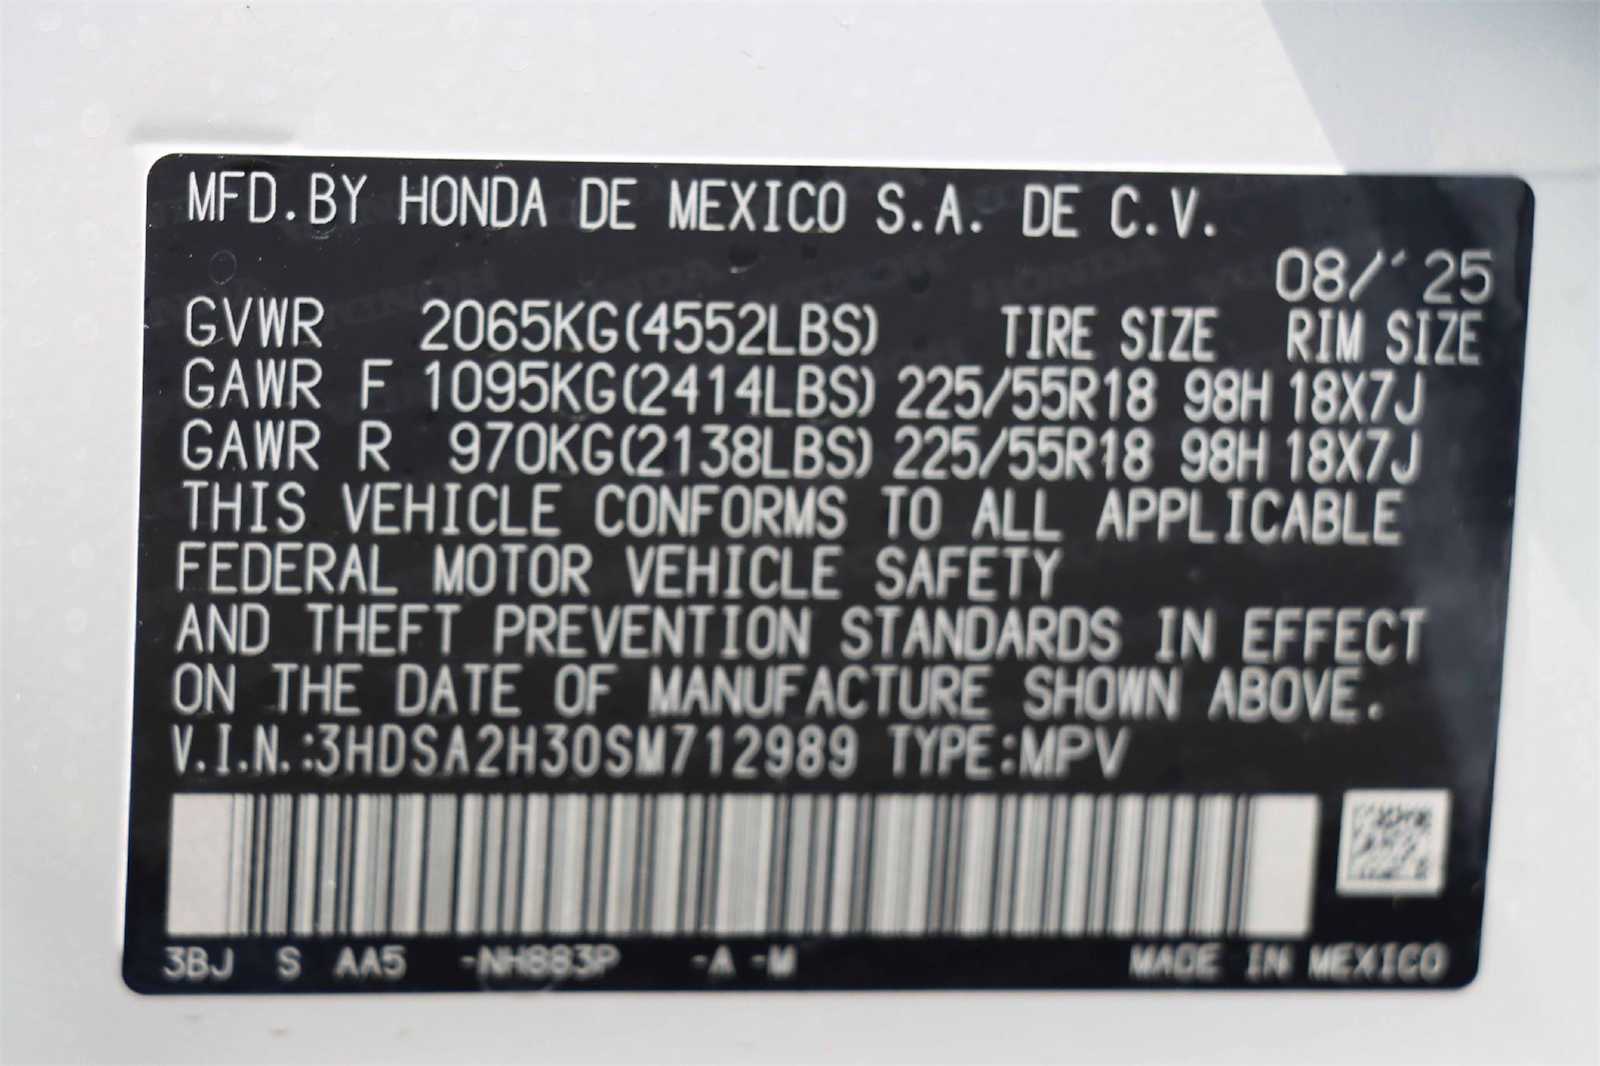 MFD.BY HONDA DE MEXICO S.A. DE C.V.
08/'25
GVWR 2065KG(4552LBS) TIRE SIZE RIM SIZE
GAWR F 1095KG(2414LBS) 225/55R18 98H 18X7J
GAWR R 970KG(2138LBS) 225/55R18 98H 18X7J
THIS VEHICLE CONFORMS TO ALL APPLICABLE
FEDERAL MOTOR VEHICLE SAFETY
AND THEFT PREVENTION STANDARDS IN EFFECT
ON THE DATE OF MANUFACTURE SHOWN ABOVE.
V.I.N.:3HDSA2H30SM712989 TYPE:MPV
3BJ S AA5 -NH883P -A -M MADE IN MEXICO